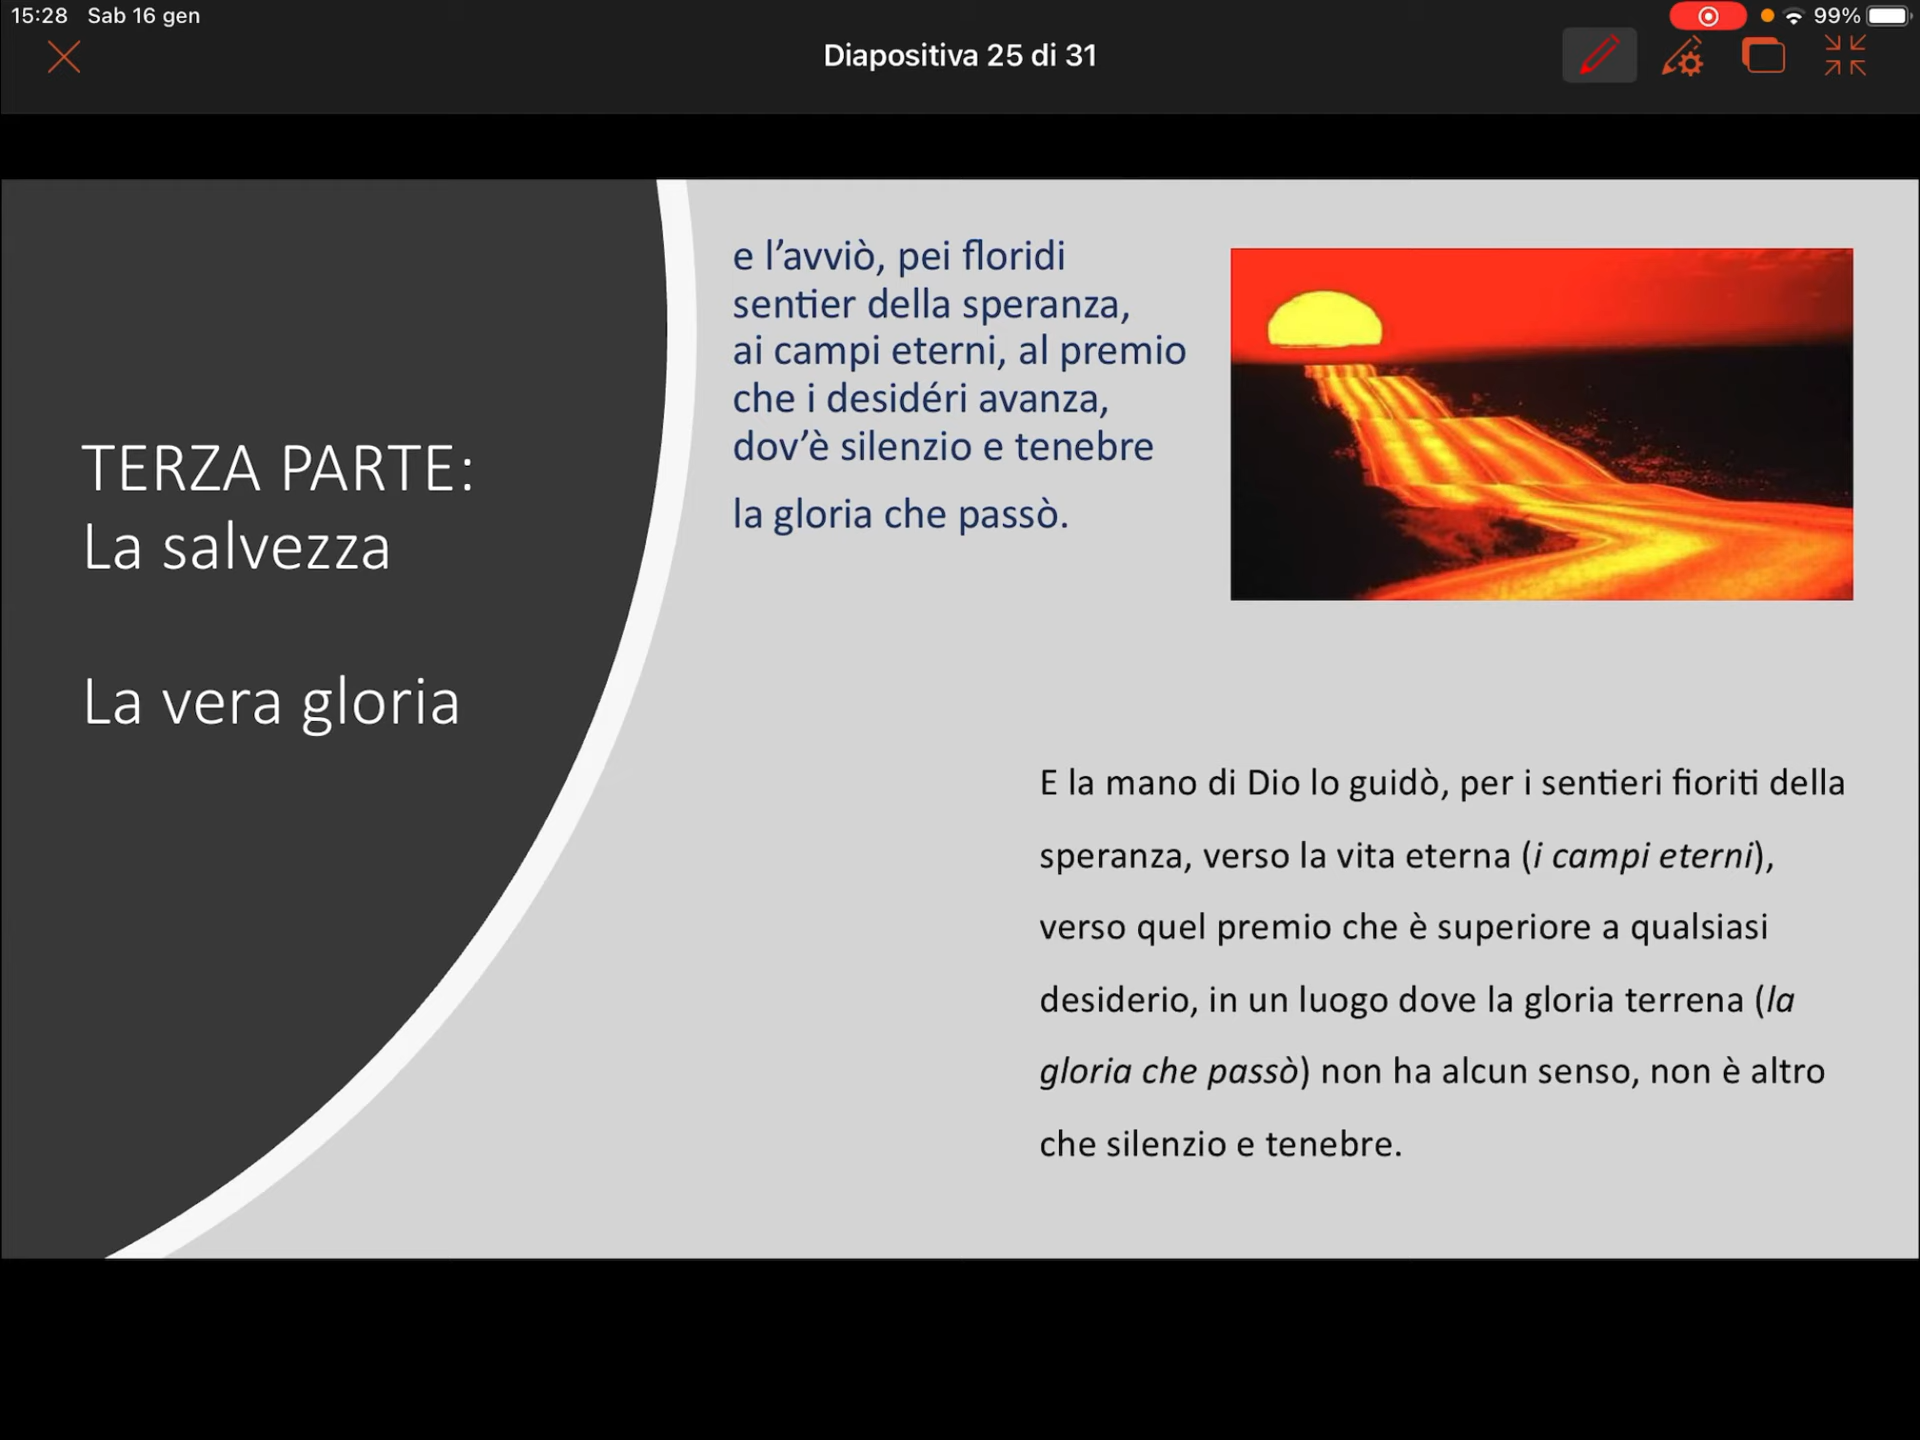 15:28 Sab 16 gen
99%
Diapositiva 25 di 31
TERZA PARTE:
La salvezza
La vera gloria
e l’avviò, pei floridi
sentier della speranza,
ai campi eterni, al premio
che i desidéri avanza,
dov’è silenzio e tenebre
la gloria che passò.
E la mano di Dio lo guidò, per i sentieri fioriti della
speranza, verso la vita eterna (i campi eterni),
verso quel premio che è superiore a qualsiasi
desiderio, in un luogo dove la gloria terrena (la
gloria che passò) non ha alcun senso, non è altro
che silenzio e tenebre.